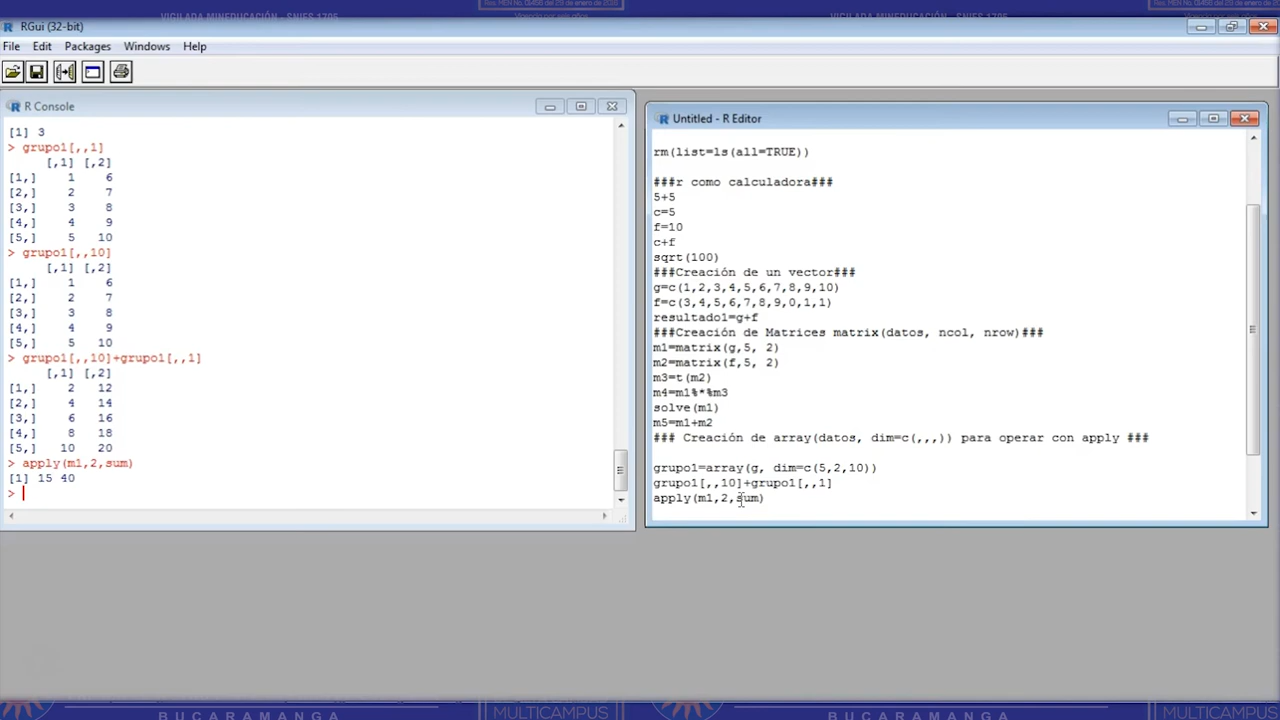 VIGILADA MINEDUCACIÓN - SNIES 1705
VIGILADA MINEDUCACIÓN - SNIES 1705
RGui (32-bit)
File Edit Packages Windows Help
R Console
[1] 3
> grupo1[,,1]
[,1] [,2]
[1,] 1 6
[2,] 2 7
[3,] 3 8
[4,] 4 9
[5,] 5 10
> grupo1[,,10]
[,1] [,2]
[1,] 1 6
[2,] 2 7
[3,] 3 8
[4,] 4 9
[5,] 5 10
> grupo1[,,10]+grupo1[,,1]
[,1] [,2]
[1,] 2 12
[2,] 4 14
[3,] 6 16
[4,] 8 18
[5,] 10 20
> apply(m1,2,sum)
[1] 15 40
>
Untitled - R Editor
rm(list=ls(all=TRUE))
###r como calculadora###
5+5
c=5
f=10
c+f
sqrt(100)
###Creación de un vector###
g=c(1,2,3,4,5,6,7,8,9,10)
f=c(3,4,5,6,7,8,9,0,1,1)
resultado1=g+f
###Creación de Matrices matrix(datos, ncol, nrow)###
m1=matrix(g,5, 2)
m2=matrix(f,5, 2)
m3=t(m2)
m4=m1%*%m3
solve(m1)
m5=m1+m2
### Creación de array(datos, dim=c(,,,)) para operar con apply ###
grupo1=array(g, dim=c(5,2,10))
grupo1[,,10]+grupo1[,,1]
apply(m1,2,sum)
BUCARAMANGA
MULTICAMPUS
BUCARAMANGA
MULTICAMPUS